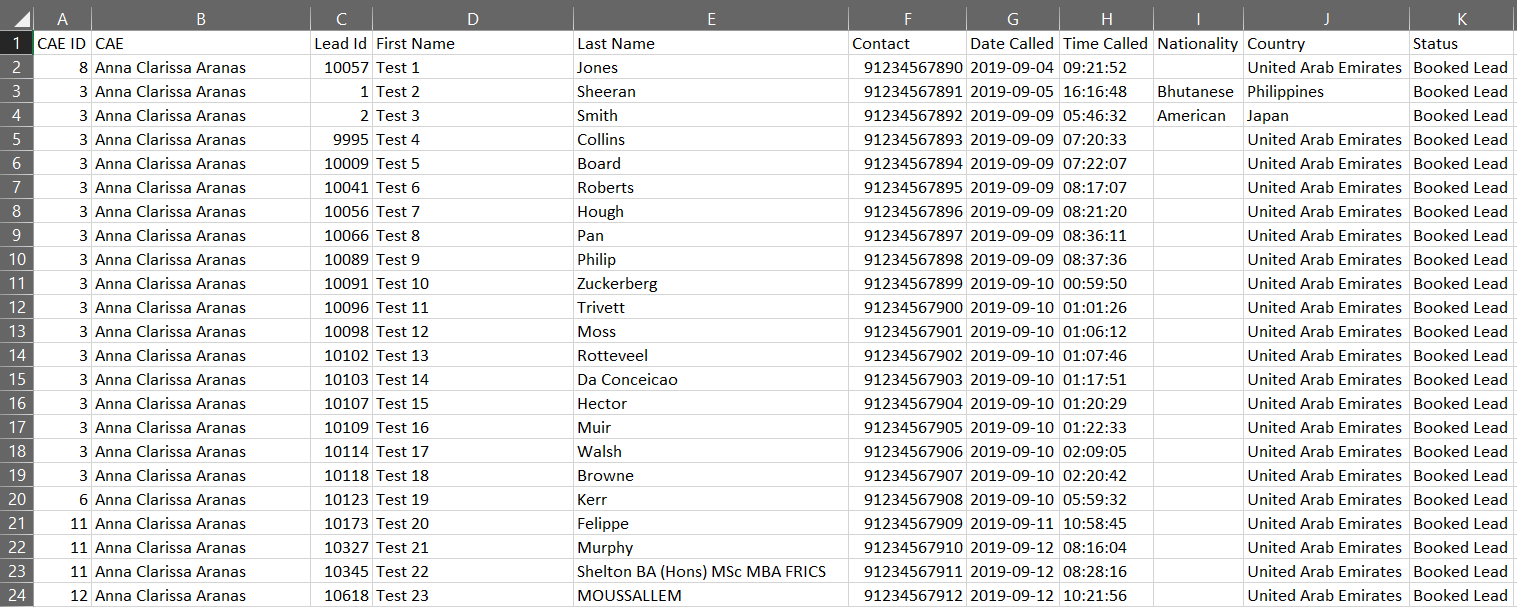 A B C D E F G H I J K
1 CAE ID CAE Lead Id First Name Last Name Contact Date Called Time Called Nationality Country Status
2 8 Anna Clarissa Aranas 10057 Test 1 Jones 91234567890 2019-09-04 09:21:52 United Arab Emirates Booked Lead
3 3 Anna Clarissa Aranas 1 Test 2 Sheeran 91234567891 2019-09-05 16:16:48 Bhutanese Philippines Booked Lead
4 3 Anna Clarissa Aranas 2 Test 3 Smith 91234567892 2019-09-09 05:46:32 American Japan Booked Lead
5 3 Anna Clarissa Aranas 9995 Test 4 Collins 91234567893 2019-09-09 07:20:33 United Arab Emirates Booked Lead
6 3 Anna Clarissa Aranas 10009 Test 5 Board 91234567894 2019-09-09 07:22:07 United Arab Emirates Booked Lead
7 3 Anna Clarissa Aranas 10041 Test 6 Roberts 91234567895 2019-09-09 08:17:07 United Arab Emirates Booked Lead
8 3 Anna Clarissa Aranas 10056 Test 7 Hough 91234567896 2019-09-09 08:21:20 United Arab Emirates Booked Lead
9 3 Anna Clarissa Aranas 10066 Test 8 Pan 91234567897 2019-09-09 08:36:11 United Arab Emirates Booked Lead
10 3 Anna Clarissa Aranas 10089 Test 9 Philip 91234567898 2019-09-09 08:37:36 United Arab Emirates Booked Lead
11 3 Anna Clarissa Aranas 10091 Test 10 Zuckerberg 91234567899 2019-09-10 00:59:50 United Arab Emirates Booked Lead
12 3 Anna Clarissa Aranas 10096 Test 11 Trivett 91234567900 2019-09-10 01:01:26 United Arab Emirates Booked Lead
13 3 Anna Clarissa Aranas 10098 Test 12 Moss 91234567901 2019-09-10 01:06:12 United Arab Emirates Booked Lead
14 3 Anna Clarissa Aranas 10102 Test 13 Rotteveel 91234567902 2019-09-10 01:07:46 United Arab Emirates Booked Lead
15 3 Anna Clarissa Aranas 10103 Test 14 Da Conceicao 91234567903 2019-09-10 01:17:51 United Arab Emirates Booked Lead
16 3 Anna Clarissa Aranas 10107 Test 15 Hector 91234567904 2019-09-10 01:20:29 United Arab Emirates Booked Lead
17 3 Anna Clarissa Aranas 10109 Test 16 Muir 91234567905 2019-09-10 01:22:33 United Arab Emirates Booked Lead
18 3 Anna Clarissa Aranas 10114 Test 17 Walsh 91234567906 2019-09-10 02:09:05 United Arab Emirates Booked Lead
19 3 Anna Clarissa Aranas 10118 Test 18 Browne 91234567907 2019-09-10 02:20:42 United Arab Emirates Booked Lead
20 6 Anna Clarissa Aranas 10123 Test 19 Kerr 91234567908 2019-09-10 05:59:32 United Arab Emirates Booked Lead
21 11 Anna Clarissa Aranas 10173 Test 20 Felippe 91234567909 2019-09-11 10:58:45 United Arab Emirates Booked Lead
22 11 Anna Clarissa Aranas 10327 Test 21 Murphy 91234567910 2019-09-12 08:16:04 United Arab Emirates Booked Lead
23 11 Anna Clarissa Aranas 10345 Test 22 Shelton BA (Hons) MSc MBA FRICS 91234567911 2019-09-12 08:28:16 United Arab Emirates Booked Lead
24 12 Anna Clarissa Aranas 10618 Test 23 MOUSSALLEM 91234567912 2019-09-12 10:21:56 United Arab Emirates Booked Lead